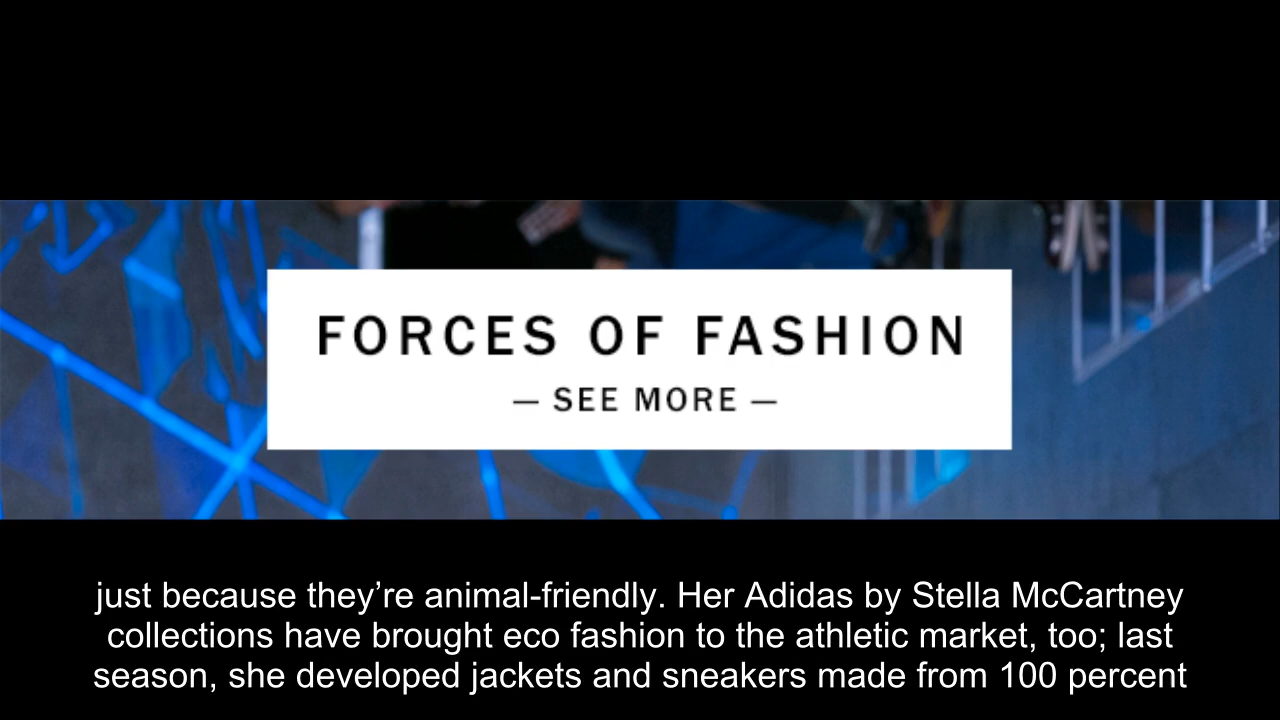 FORCES OF FASHION
— SEE MORE —
just because they’re animal-friendly. Her Adidas by Stella McCartney
collections have brought eco fashion to the athletic market, too; last
season, she developed jackets and sneakers made from 100 percent